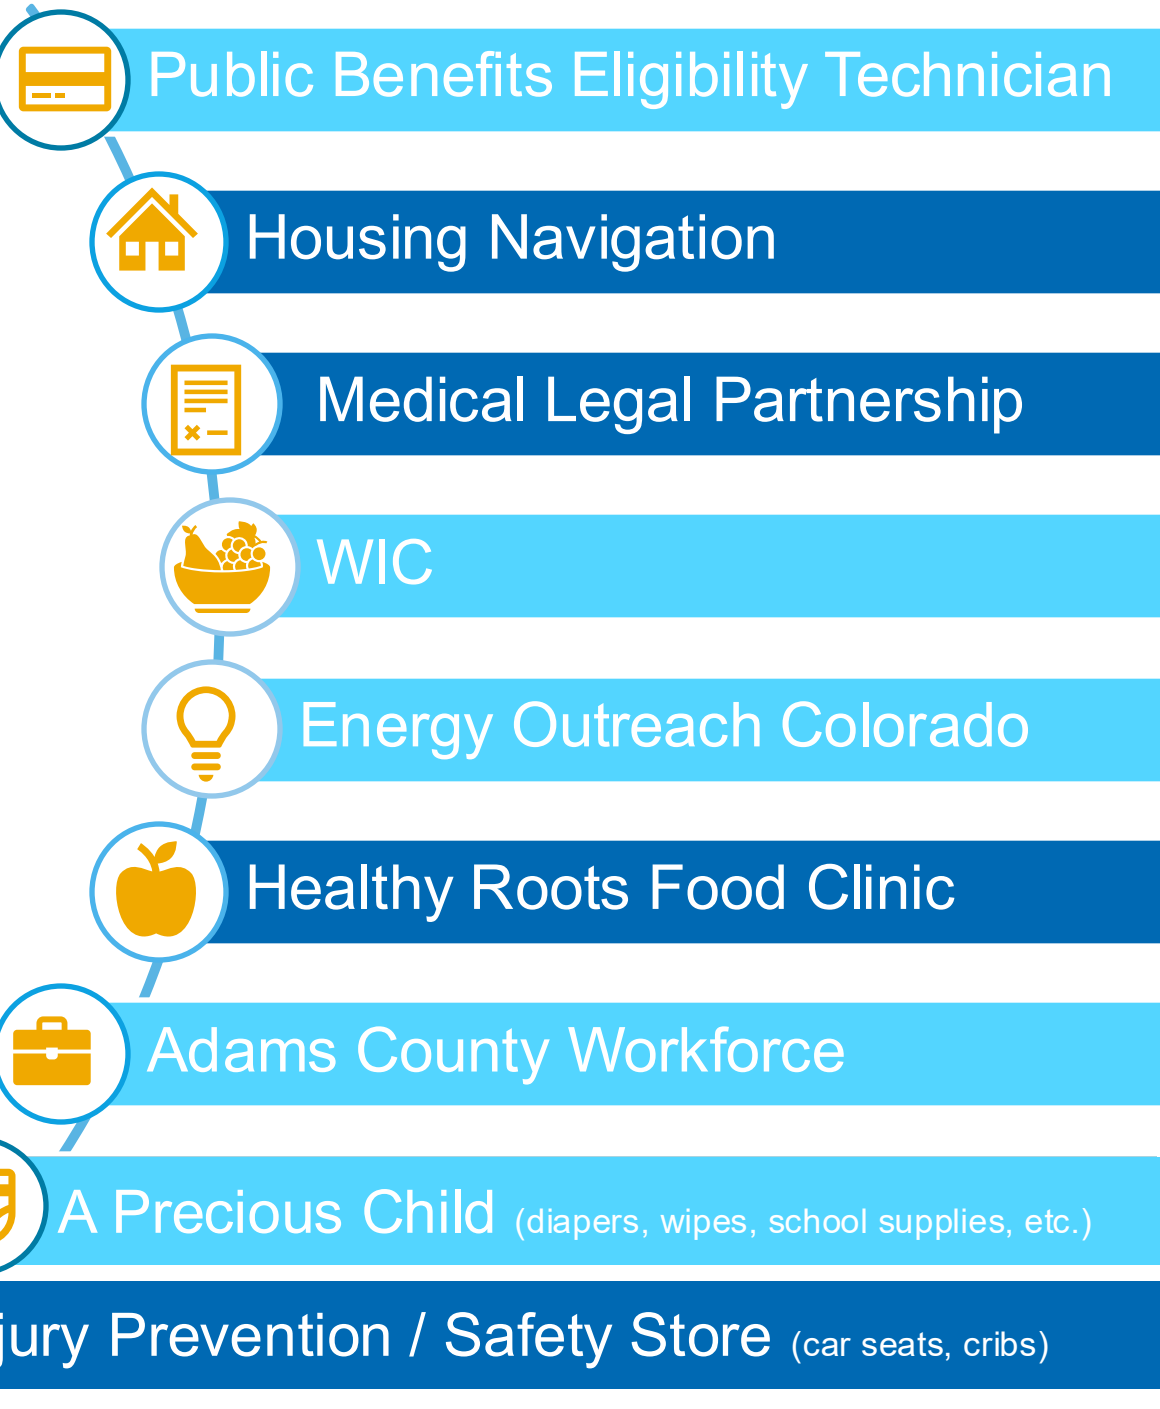 Public Benefits Eligibility Technician
Housing Navigation
Medical Legal Partnership
WIC
Energy Outreach Colorado
Healthy Roots Food Clinic
Adams County Workforce
A Precious Child (diapers, wipes, school supplies, etc.)
jury Prevention / Safety Store (car seats, cribs)